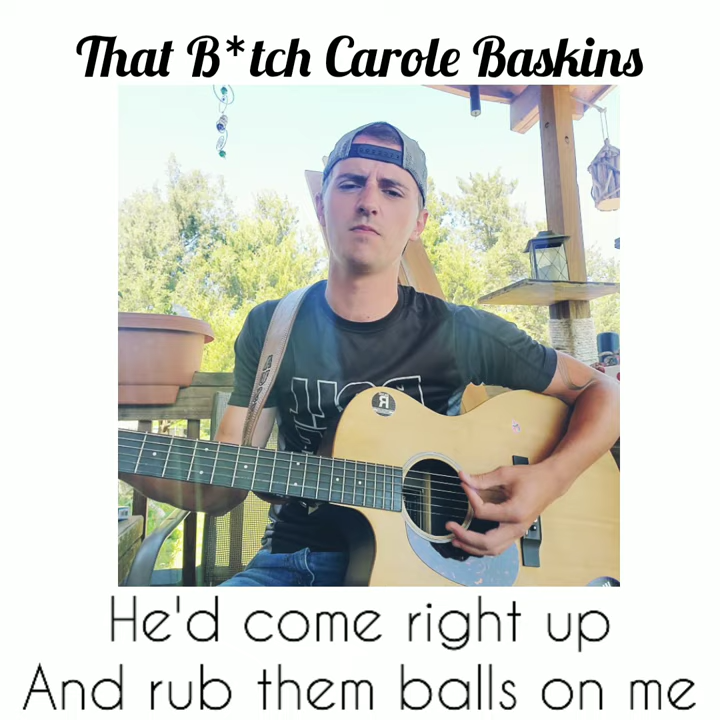 That B*tch Carole Baskins
He'd come right up
And rub them balls on me